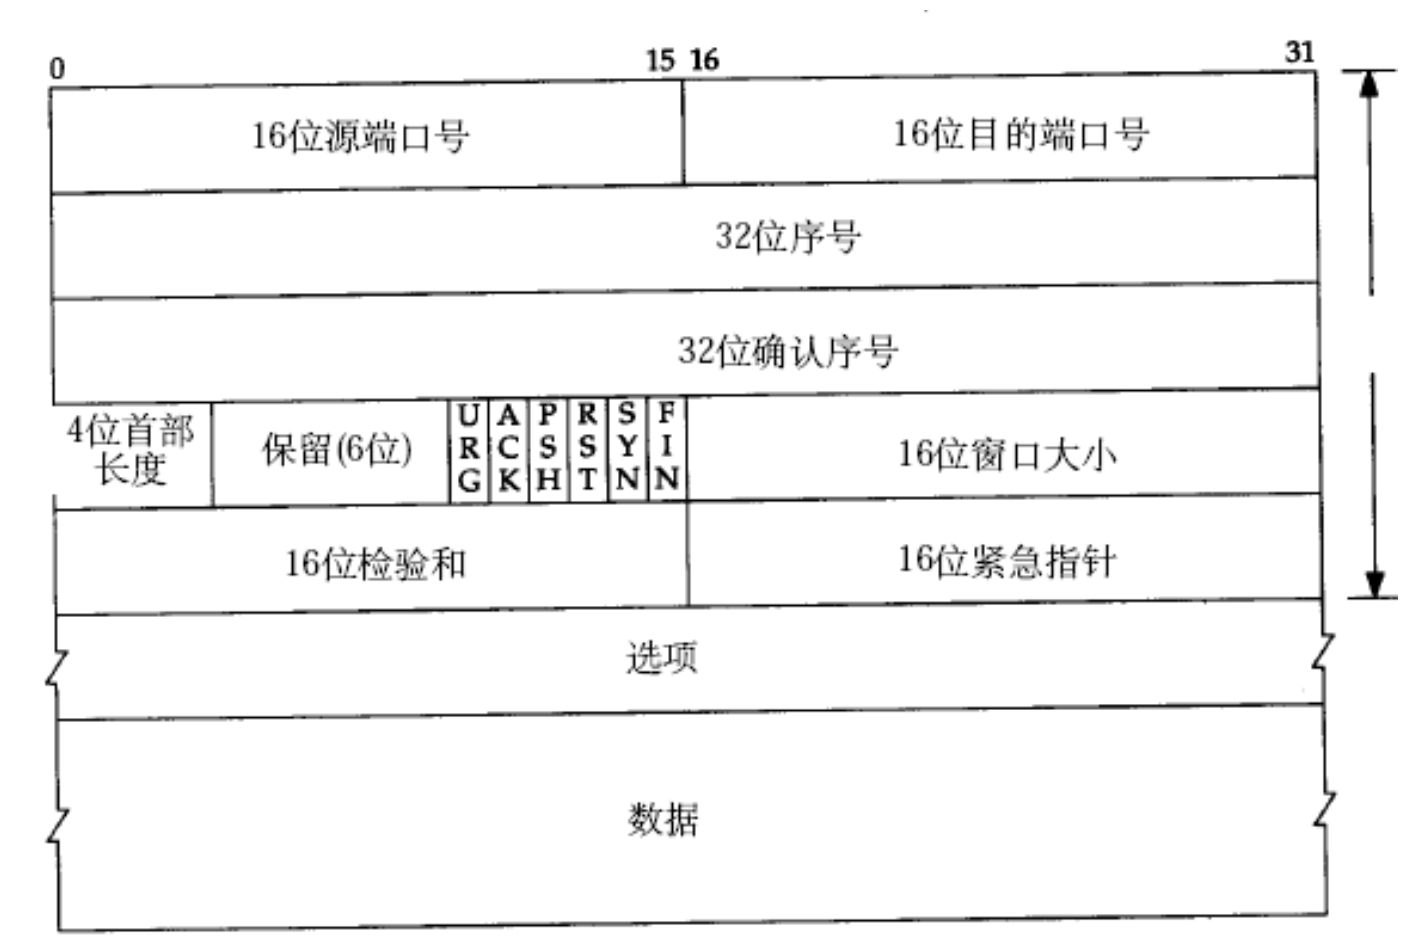 0 15 16 31
16位源端口号 16位目的端口号
32位序号
32位确认序号
4位首部长度 保留(6位) URG ACK PSH RST SYN FIN 16位窗口大小
16位检验和 16位紧急指针
选项
数据